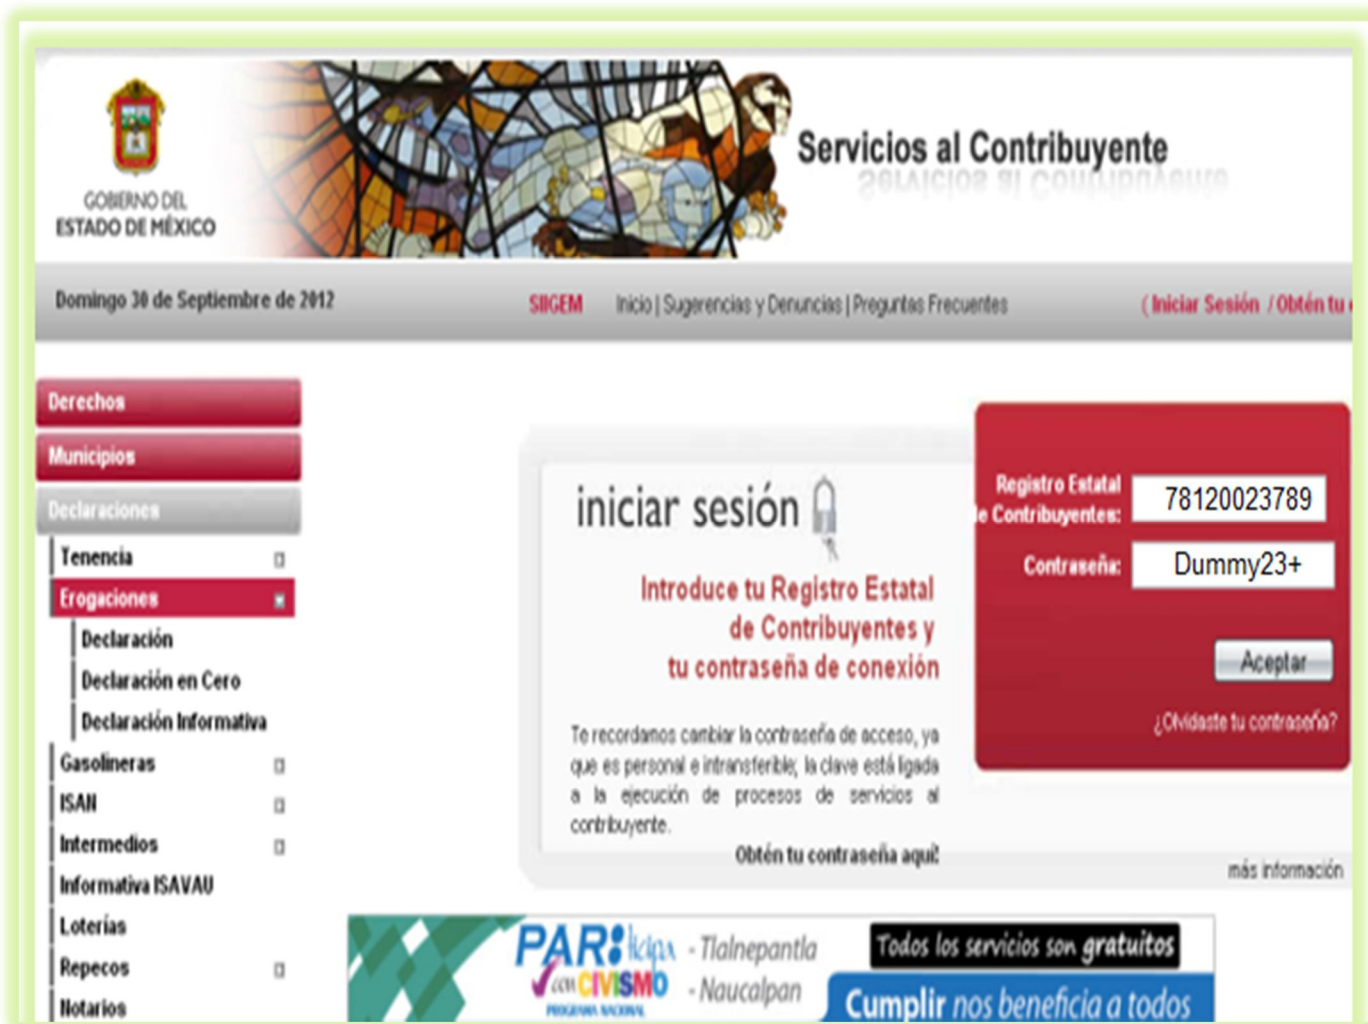 GOBIERNO DEL
ESTADO DE MÉXICO
Servicios al Contribuyente
Domingo 30 de Septiembre de 2012
SIIGEM
Inicio | Sugerencias y Denuncias | Preguntas Frecuentes
( Iniciar Sesión / Obtén tu
Derechos
Municipios
Declaraciones
Tenencia
Erogaciones
Declaración
Declaración en Cero
Declaración Informativa
Gasolineras
ISAN
Intermedios
Informativa ISAVAU
Loterías
Repecos
Notarios
iniciar sesión
Introduce tu Registro Estatal
de Contribuyentes y
tu contraseña de conexión
Te recordamos cambiar la contraseña de acceso, ya
que es personal e intransferible; la clave está ligada
a la ejecución de procesos de servicios al
contribuyente.
Obtén tu contraseña aquí!
Registro Estatal
e Contribuyentes:
78120023789
Contraseña:
Dummy23+
Aceptar
¿Olvidaste tu contraseña?
más información
PAR ticipa
con CIVISMO
PROGRAMA NACIONAL
- Tlalnepantla
- Naucalpan
Todos los servicios son gratuitos
Cumplir nos beneficia a todos